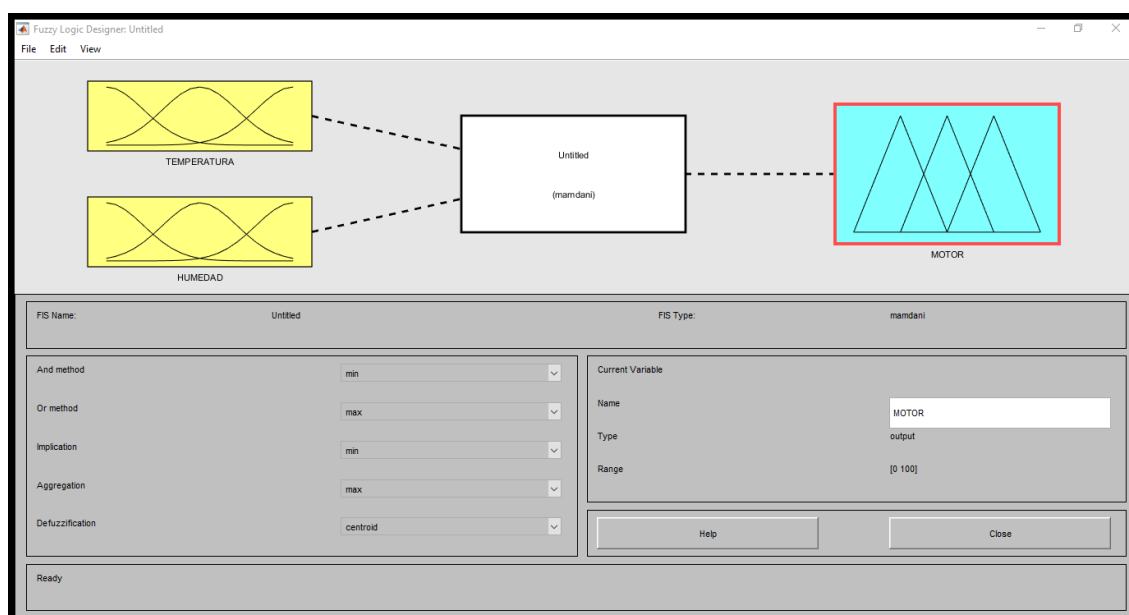 Fuzzy Logic Designer: Untitled
File Edit View
TEMPERATURA
HUMEDAD
Untitled
(mamdani)
MOTOR
FIS Name: Untitled FIS Type: mamdani
And method min
Or method max
Implication min
Aggregation max
Defuzzification centroid
Current Variable
Name MOTOR
Type output
Range [0 100]
Help Close
Ready